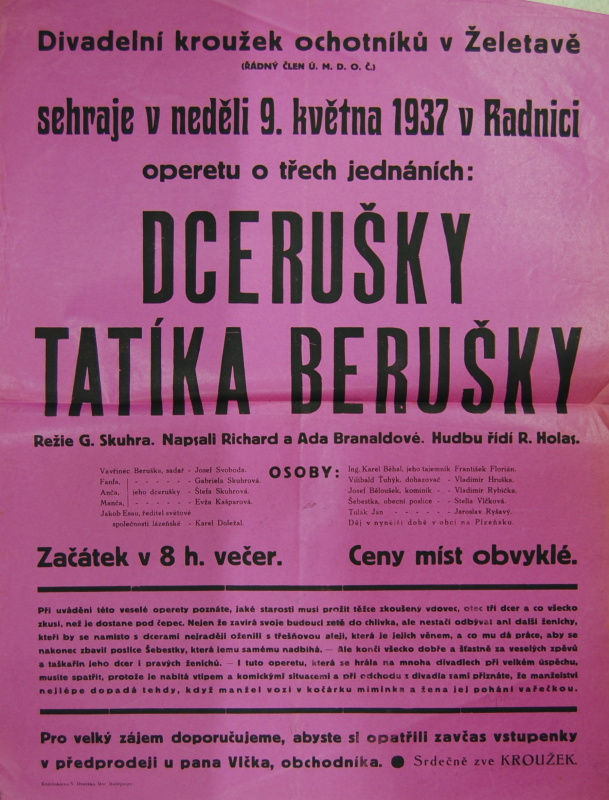 Divadelní kroužek ochotníků v Želetavě
(ŘÁDNÝ ČLEN Ú. M. D. O. Č.)
sehraje v neděli 9. května 1937 v Radnici
operetu o třech jednáních:
DCERUŠKY
TATÍKA BERUŠKY
Režie G. Skuhra. Napsali Richard a Ada Branaldové. Hudbu řídí R. Holas.
OSOBY:
Vavřinec Beruška, sadař - Josef Svoboda.
Fanfa, - - - - - Gabriela Skuhrová.
Anča, jeho dcerušky - Štefa Skuhrová.
Manča, - - - - - Evža Kašparová.
Jakob Esau, ředitel světové
společnosti lázeňské - Karel Doležal.
Ing. Karel Běhal, jeho tajemník František Florián.
Vilibald Tuhýk, dohazovač - Vladimír Hruška.
Josef Běloušek, kominík - - Vladimír Rybička.
Šebestka, obecní poslice - - Stella Vlčková.
Tulák Jan - - - - - Jaroslav Ryšavý.
Děj v nynější době v obci na Plzeňsku.
Začátek v 8 h. večer. Ceny míst obvyklé.
Při uvádění této veselé operety poznáte, jaké starosti musí prožít těžce zkoušený vdovec, otec tří dcer a co všecko
zkusí, než je dostane pod čepec. Nejen že zavírá svoje budoucí zetě do chlívka, ale nestačí odbývat ani další ženichy,
kteří by se namísto s dcerami nejraději oženili s třešňovou alejí, která je jejich věnem, a co mu dá práce, aby se
nakonec zbavil poslice Šebestky, která jemu samému nadbíhá. — Ale končí všecko dobře a šťastně za veselých zpěvů
a taškařin jeho dcer i pravých ženichů. — I tuto operetu, která se hrála na mnoha divadlech při velkém úspěchu,
musíte spatřit, protože je nabitá vtipem a komickými situacemi a při odchodu z divadla sami přiznáte, že manželství
nejlépe dopadá tehdy, když manžel vozí v kočárku miminka a žena jej pohání vařečkou.
Pro velký zájem doporučujeme, abyste si opatřili zavčas vstupenky
v předprodeji u pana Vlčka, obchodníka. ● Srdečně zve KROUŽEK.